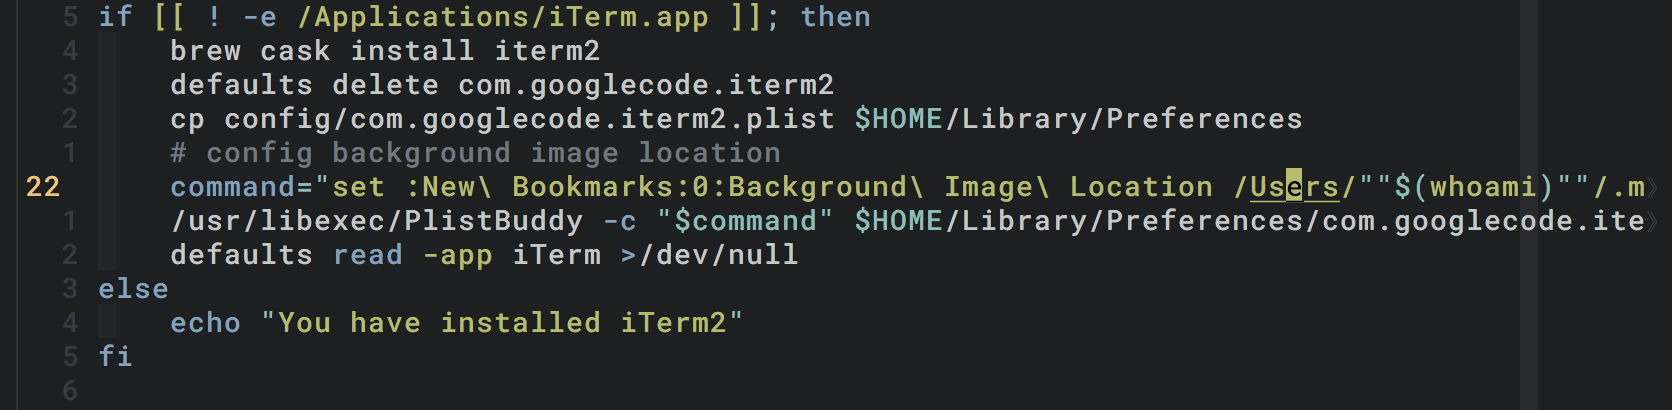 5 if [[ ! -e /Applications/iTerm.app ]]; then
4 brew cask install iterm2
3 defaults delete com.googlecode.iterm2
2 cp config/com.googlecode.iterm2.plist $HOME/Library/Preferences
1 # config background image location
22 command="set :New\ Bookmarks:0:Background\ Image\ Location /Users/""$(whoami)""/.m
1 /usr/libexec/PlistBuddy -c "$command" $HOME/Library/Preferences/com.googlecode.ite
2 defaults read -app iTerm >/dev/null
3 else
4 echo "You have installed iTerm2"
5 fi
6